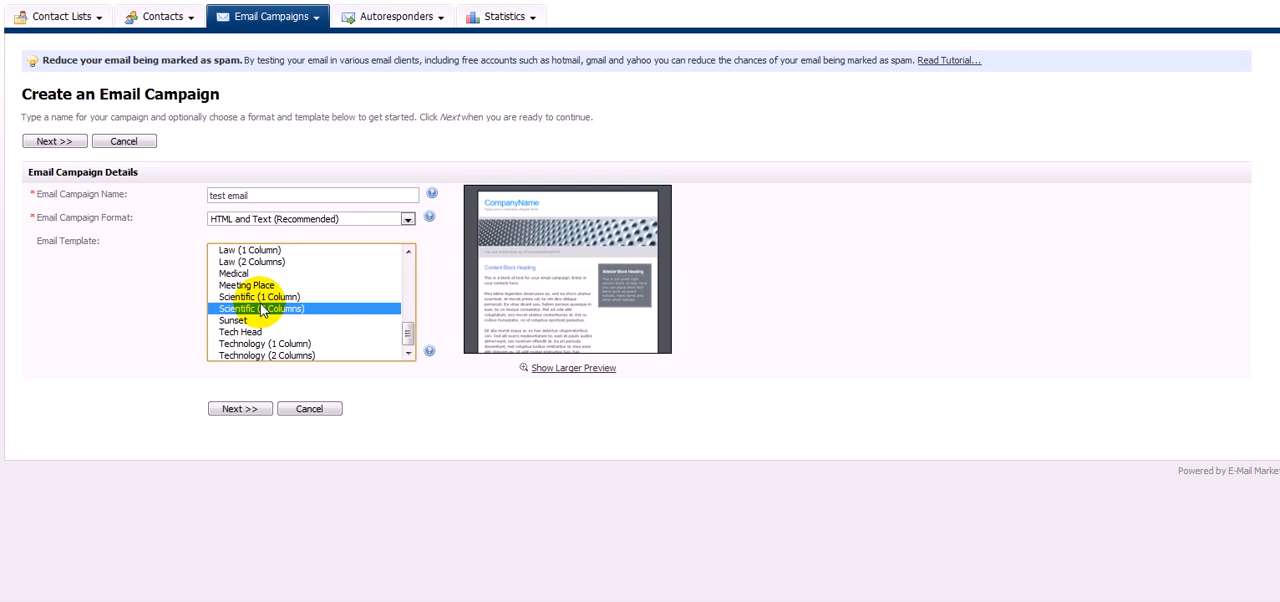 Contact Lists
Contacts
Email Campaigns
Autoresponders
Statistics
Reduce your email being marked as spam. By testing your email in various email clients, including free accounts such as hotmail, gmail and yahoo you can reduce the chances of your email being marked as spam. Read Tutorial...
Create an Email Campaign
Type a name for your campaign and optionally choose a format and template below to get started. Click Next when you are ready to continue.
Next >>
Cancel
Email Campaign Details
* Email Campaign Name:
test email
* Email Campaign Format:
HTML and Text (Recommended)
Email Template:
Law (1 Column)
Law (2 Columns)
Medical
Meeting Place
Scientific (1 Column)
Scientific ( Columns)
Sunset
Tech Head
Technology (1 Column)
Technology (2 Columns)
CompanyName
Content Block Heading
Sidebar Block Heading
Show Larger Preview
Next >>
Cancel
Powered by E-Mail Marke